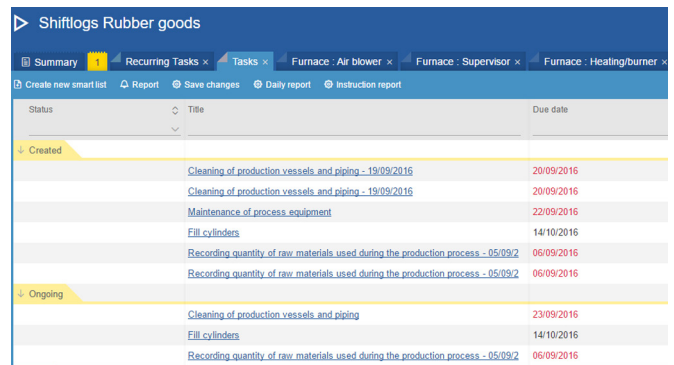 Shiftlogs Rubber goods
Summary 1 Recurring Tasks × Tasks × Furnace : Air blower × Furnace : Supervisor × Furnace : Heating/burner ×
Create new smart list Report Save changes Daily report Instruction report
Status Title Due date
Created
Cleaning of production vessels and piping - 19/09/2016 20/09/2016
Cleaning of production vessels and piping - 19/09/2016 20/09/2016
Maintenance of process equipment 22/09/2016
Fill cylinders 14/10/2016
Recording quantity of raw materials used during the production process - 05/09/2 06/09/2016
Recording quantity of raw materials used during the production process - 05/09/2 06/09/2016
Ongoing
Cleaning of production vessels and piping 23/09/2016
Fill cylinders 14/10/2016
Recording quantity of raw materials used during the production process - 05/09/2 06/09/2016